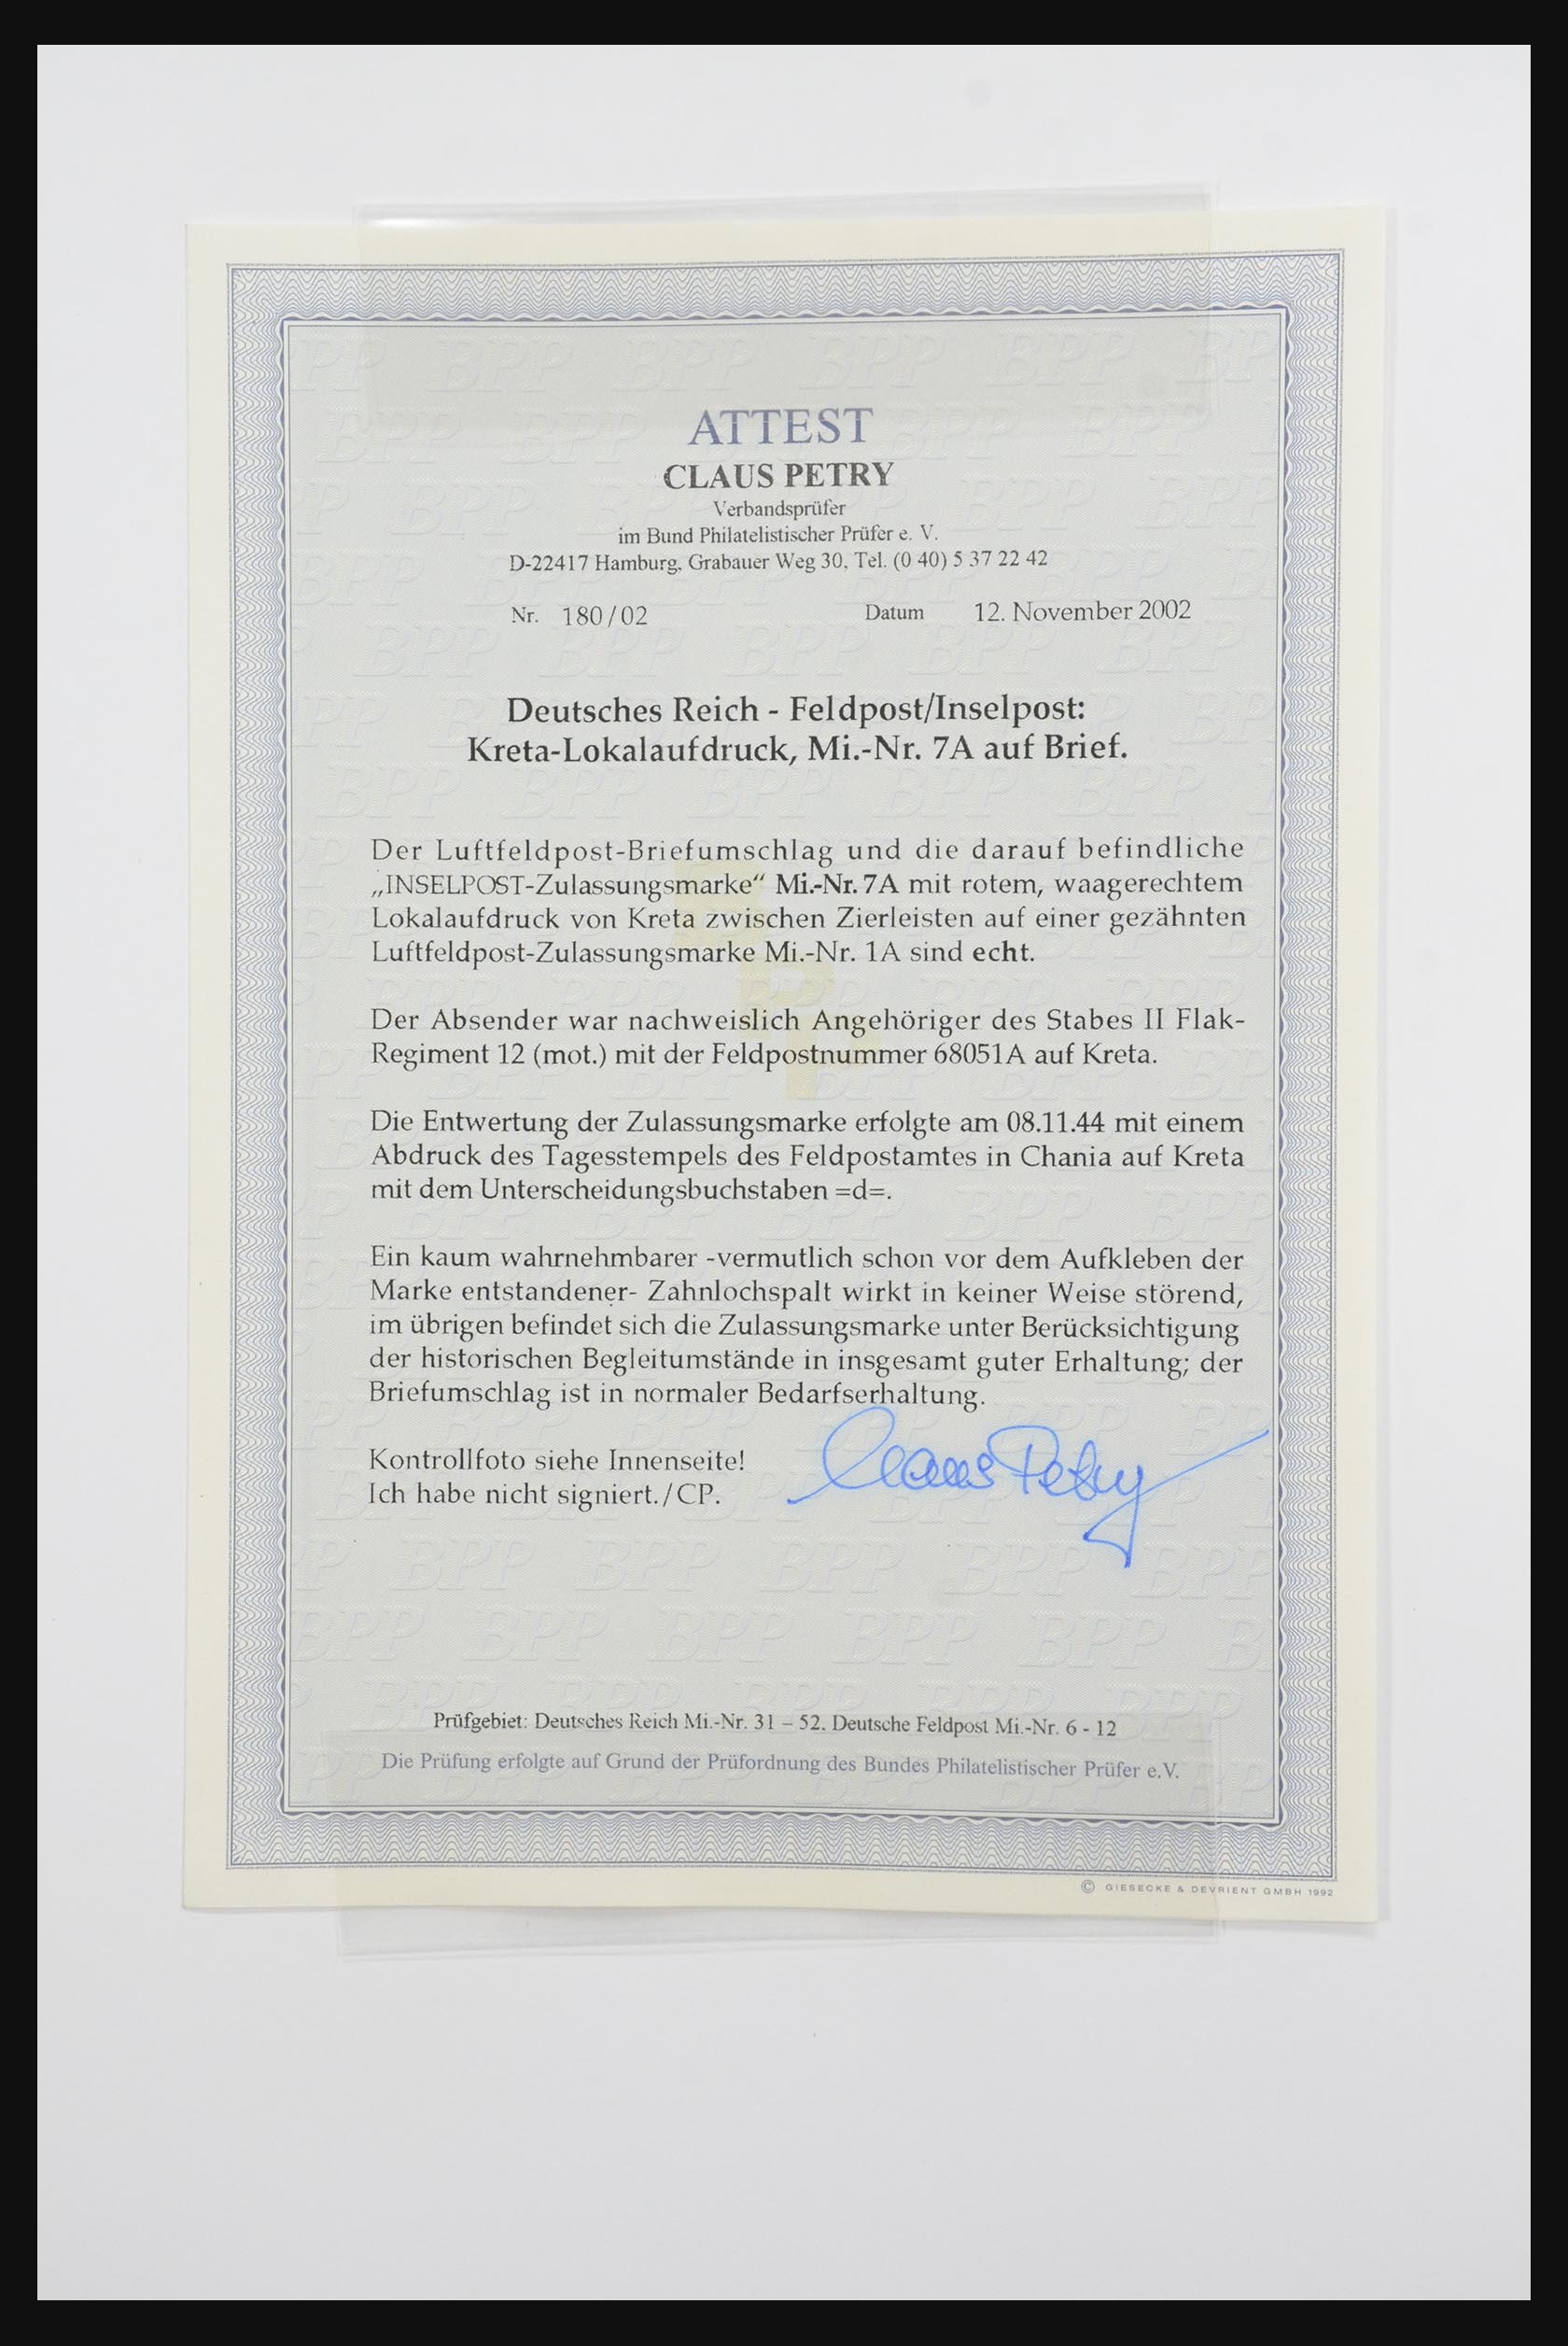 ATTEST
CLAUS PETRY
Verbandsprüfer
im Bund Philatelistischer Prüfer e. V.
D-22417 Hamburg, Grabauer Weg 30, Tel. (0 40) 5 37 22 42
Nr. 180/02 Datum 12. November 2002
Deutsches Reich - Feldpost/Inselpost:
Kreta-Lokalaufdruck, Mi.-Nr. 7A auf Brief.
Der Luftfeldpost-Briefumschlag und die darauf befindliche
„INSELPOST-Zulassungsmarke“ Mi.-Nr. 7A mit rotem, waagerechtem
Lokalaufdruck von Kreta zwischen Zierleisten auf einer gezähnten
Luftfeldpost-Zulassungsmarke Mi.-Nr. 1A sind echt.
Der Absender war nachweislich Angehöriger des Stabes II Flak-
Regiment 12 (mot.) mit der Feldpostnummer 68051A auf Kreta.
Die Entwertung der Zulassungsmarke erfolgte am 08.11.44 mit einem
Abdruck des Tagesstempels des Feldpostamtes in Chania auf Kreta
mit dem Unterscheidungsbuchstaben =d=.
Ein kaum wahrnehmbarer -vermutlich schon vor dem Aufkleben der
Marke entstandener- Zahnlochspalt wirkt in keiner Weise störend,
im übrigen befindet sich die Zulassungsmarke unter Berücksichtigung
der historischen Begleitumstände in insgesamt guter Erhaltung; der
Briefumschlag ist in normaler Bedarfserhaltung.
Kontrollfoto siehe Innenseite!
Ich habe nicht signiert./CP.
Claus Petry
Prüfgebiet: Deutsches Reich Mi.-Nr. 31 – 52. Deutsche Feldpost Mi.-Nr. 6 - 12
Die Prüfung erfolgte auf Grund der Prüfordnung des Bundes Philatelistischer Prüfer e.V.
© GIESECKE & DEVRIENT GMBH 1992